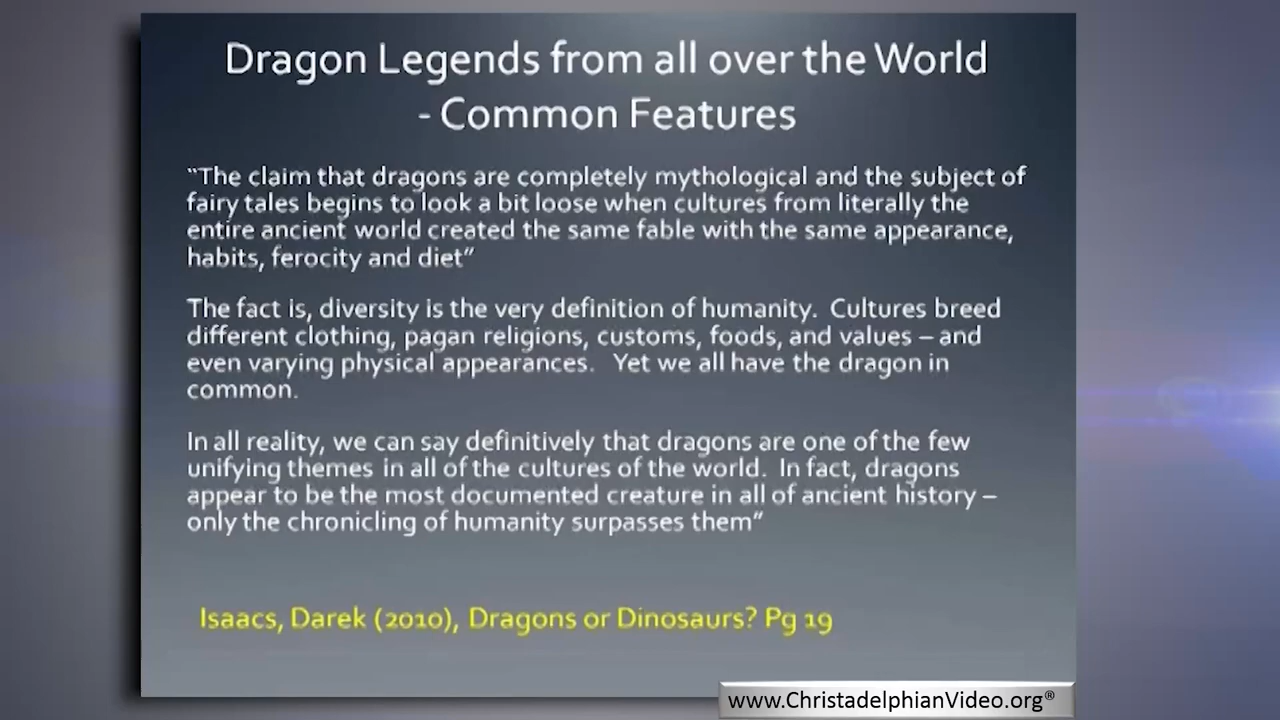 Dragon Legends from all over the World
- Common Features
"The claim that dragons are completely mythological and the subject of
fairy tales begins to look a bit loose when cultures from literally the
entire ancient world created the same fable with the same appearance,
habits, ferocity and diet"
The fact is, diversity is the very definition of humanity.  Cultures breed
different clothing, pagan religions, customs, foods, and values – and
even varying physical appearances.   Yet we all have the dragon in
common.
In all reality, we can say definitively that dragons are one of the few
unifying themes in all of the cultures of the world.  In fact, dragons
appear to be the most documented creature in all of ancient history –
only the chronicling of humanity surpasses them"
Isaacs, Darek (2010), Dragons or Dinosaurs? Pg 19
www.ChristadelphianVideo.org®